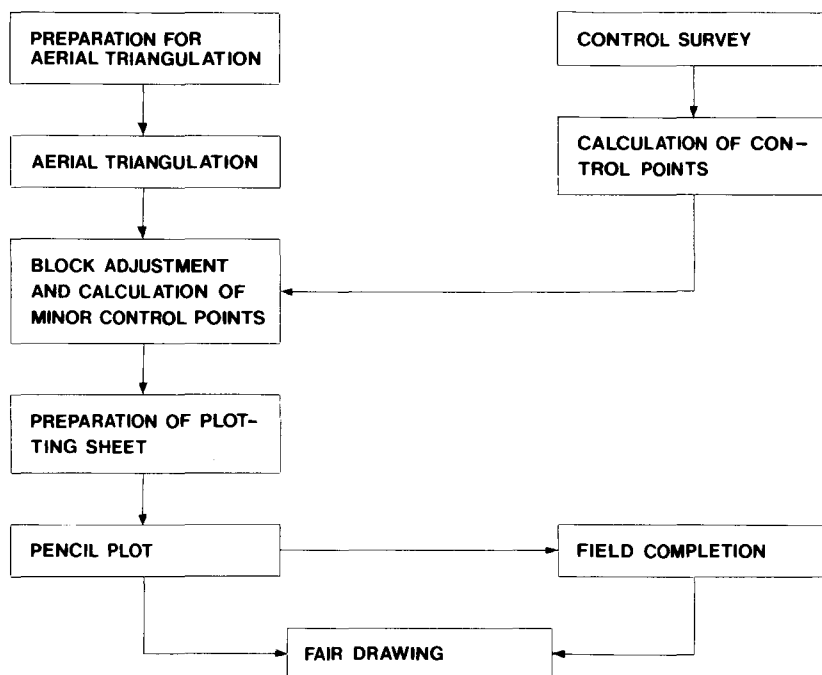 PREPARATION FOR
AERIAL TRIANGULATION
CONTROL SURVEY
AERIAL TRIANGULATION
CALCULATION OF CON-
TROL POINTS
BLOCK ADJUSTMENT
AND CALCULATION OF
MINOR CONTROL POINTS
PREPARATION OF PLOT-
TING SHEET
PENCIL PLOT
FIELD COMPLETION
FAIR DRAWING